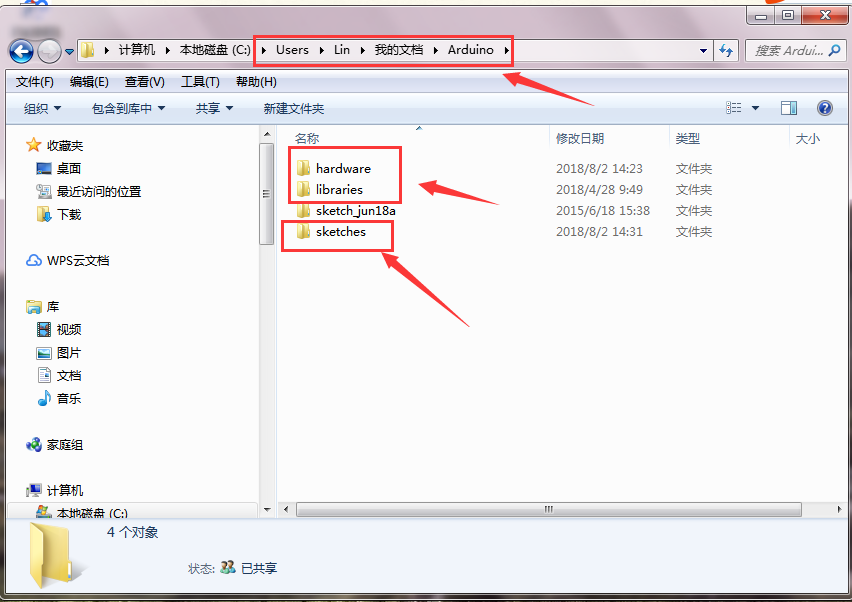 计算机 本地磁盘 (C:) Users Lin 我的文档 Arduino 搜索 Ardui...
文件(F) 编辑(E) 查看(V) 工具(T) 帮助(H)
组织 包含到库中 共享 新建文件夹
收藏夹
桌面
最近访问的位置
下载
WPS云文档
库
视频
图片
文档
音乐
家庭组
计算机
本地磁盘 (C:)
名称 修改日期 类型 大小
hardware 2018/8/2 14:23 文件夹
libraries 2018/4/28 9:49 文件夹
sketch_jun18a 2015/6/18 15:38 文件夹
sketches 2018/8/2 14:31 文件夹
4 个对象
状态: 已共享